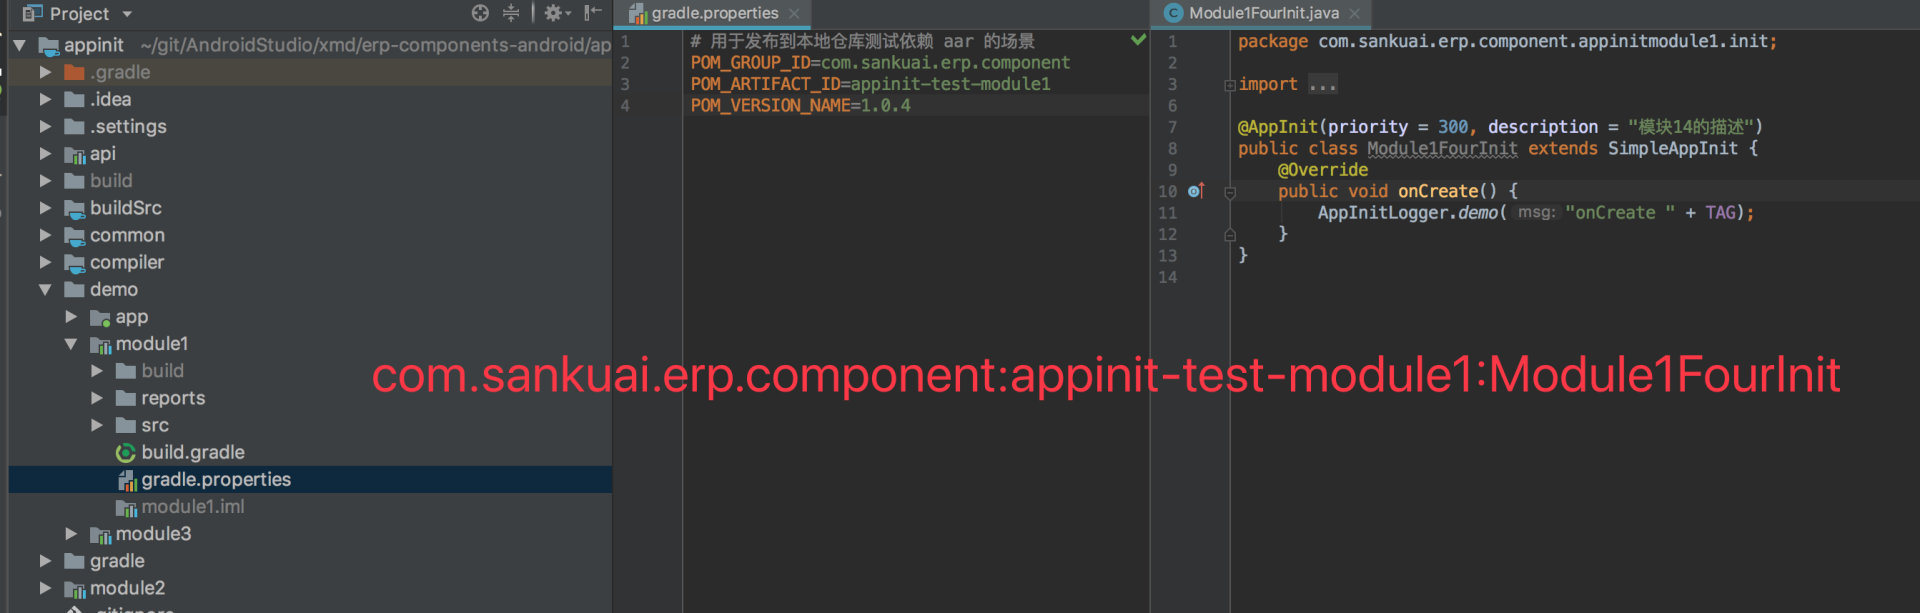 Project
appinit ~/git/AndroidStudio/xmd/erp-components-android/ap
.gradle
.idea
.settings
api
build
buildSrc
common
compiler
demo
app
module1
build
reports
src
build.gradle
gradle.properties
module1.iml
module3
gradle
module2
.gitignore
gradle.properties
1 # 用于发布到本地仓库测试依赖 aar 的场景
2 POM_GROUP_ID=com.sankuai.erp.component
3 POM_ARTIFACT_ID=appinit-test-module1
4 POM_VERSION_NAME=1.0.4
Module1FourInit.java
1 package com.sankuai.erp.component.appinitmodule1.init;
2
3 import ...
6
7 @AppInit(priority = 300, description = "模块14的描述")
8 public class Module1FourInit extends SimpleAppInit {
9 @Override
10 public void onCreate() {
11 AppInitLogger.demo( msg: "onCreate " + TAG);
12 }
13 }
14
com.sankuai.erp.component:appinit-test-module1:Module1FourInit